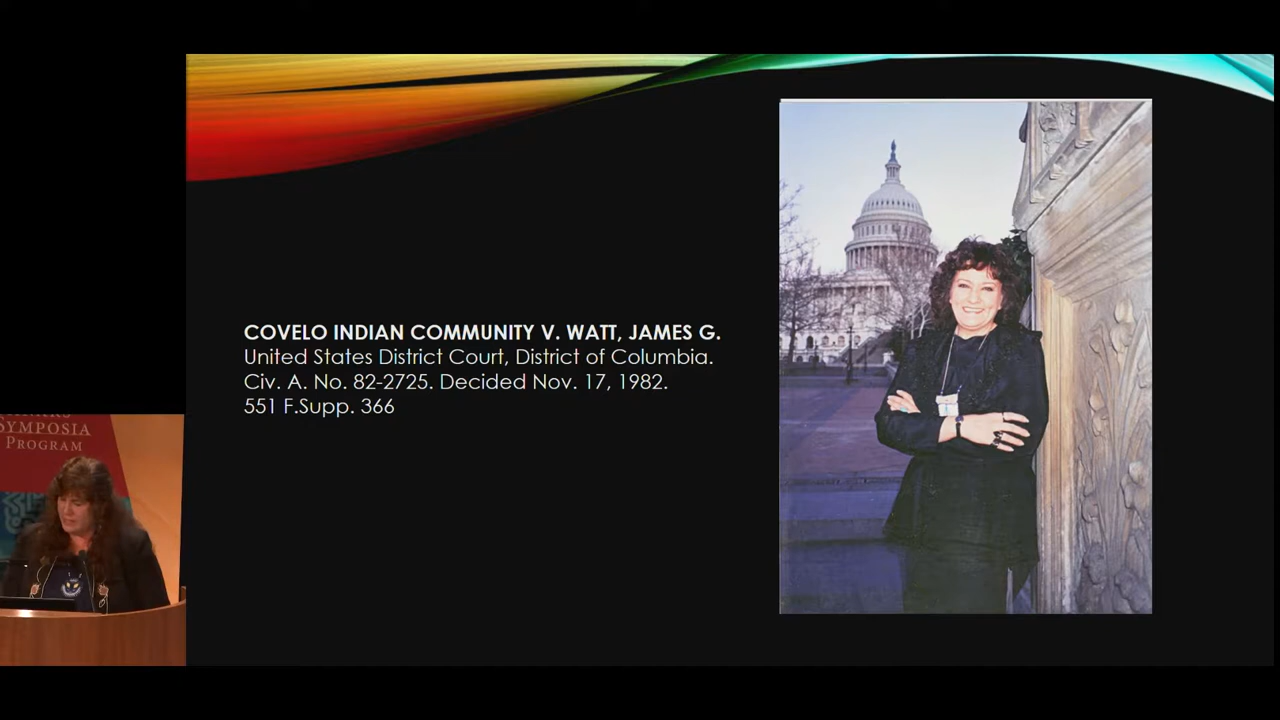 COVELO INDIAN COMMUNITY V. WATT, JAMES G.
United States District Court, District of Columbia.
Civ. A. No. 82-2725. Decided Nov. 17, 1982.
551 F.Supp. 366
SYMPOSIA
PROGRAM